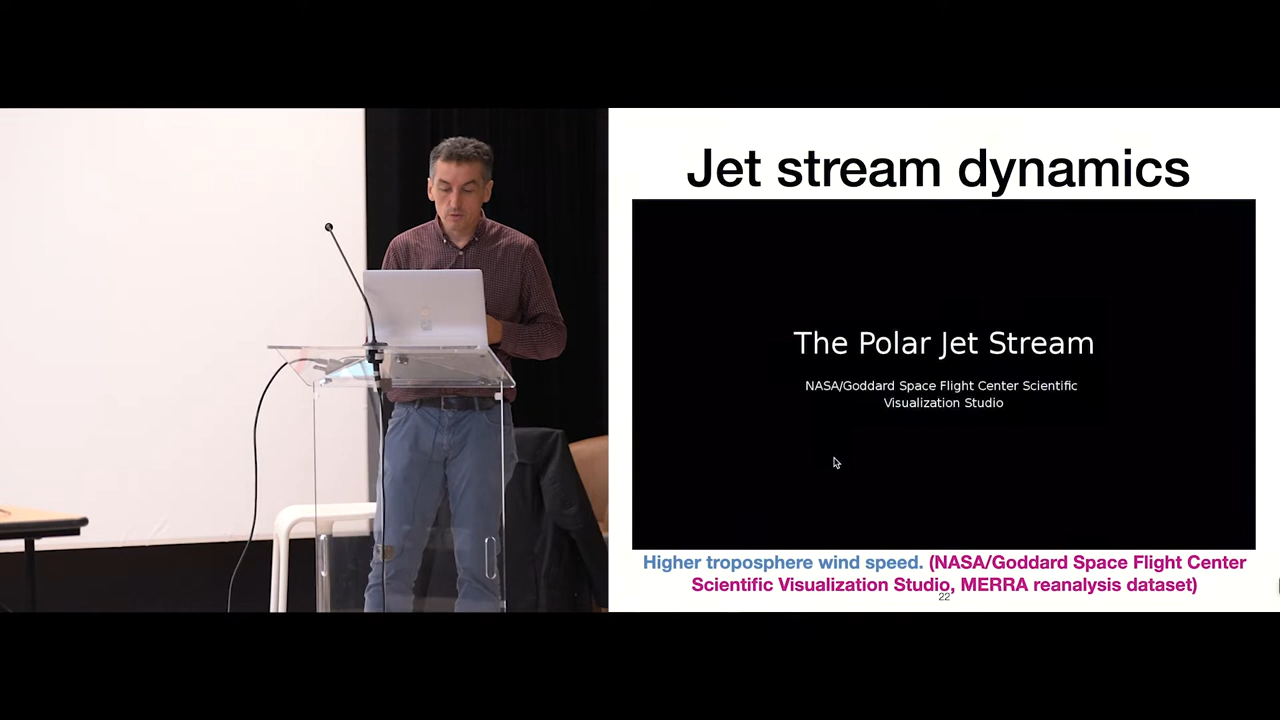 Jet stream dynamics
The Polar Jet Stream
NASA/Goddard Space Flight Center Scientific
Visualization Studio
Higher troposphere wind speed. (NASA/Goddard Space Flight Center
Scientific Visualization Studio, MERRA reanalysis dataset)
22